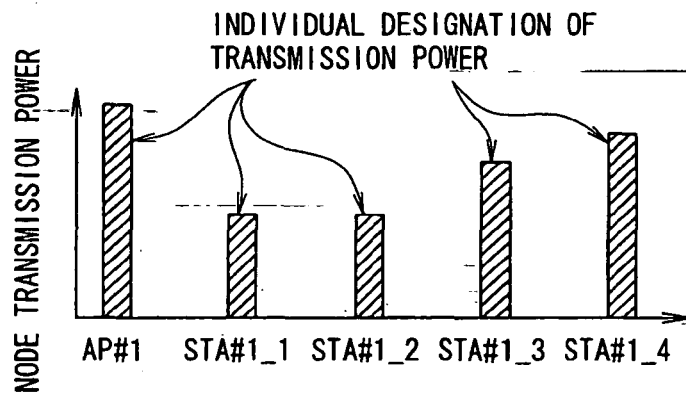 INDIVIDUAL DESIGNATION OF
TRANSMISSION POWER
NODE TRANSMISSION POWER
AP#1 STA#1_1 STA#1_2 STA#1_3 STA#1_4